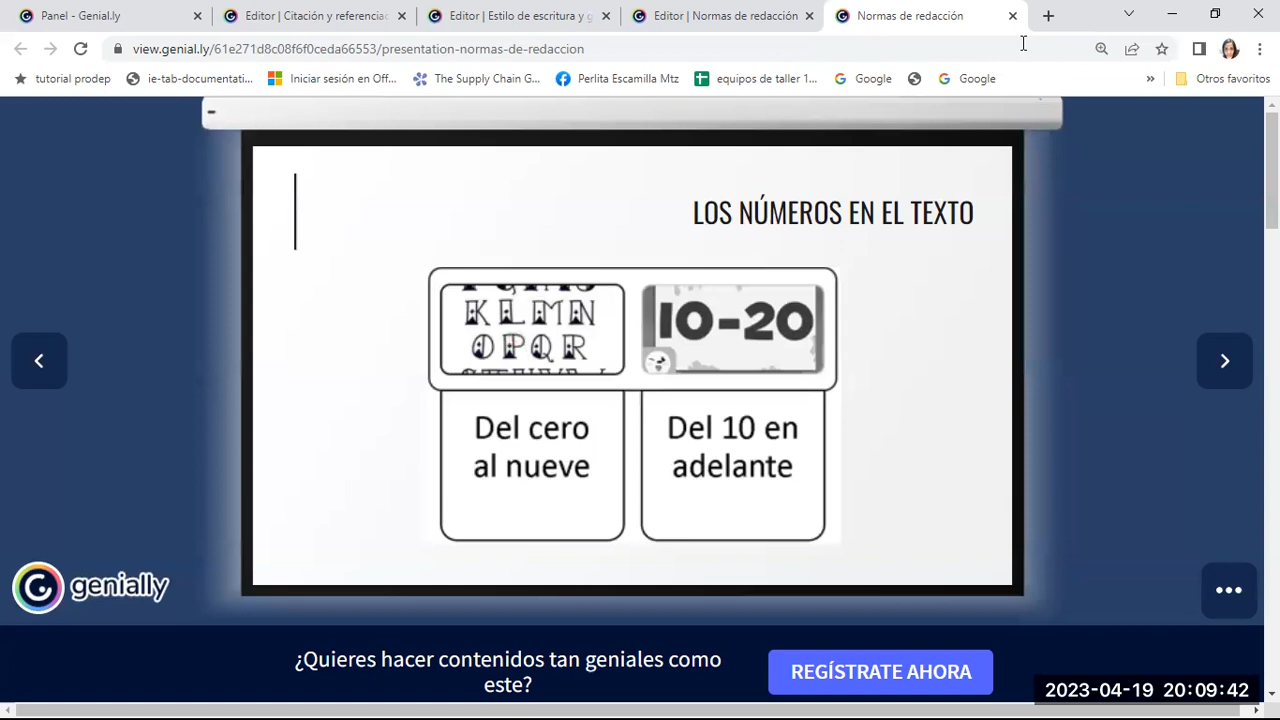 Panel - Genial.ly
Editor | Citación y referenciac
Editor | Estilo de escritura y g
Editor | Normas de redacción
Normas de redacción
view.genial.ly/61e271d8c08f6f0ceda66553/presentation-normas-de-redaccion
tutorial prodep
ie-tab-documentati...
Iniciar sesión en Off...
The Supply Chain G...
Perlita Escamilla Mtz
equipos de taller 1...
Google
Google
»
Otros favoritos
LOS NÚMEROS EN EL TEXTO
K L M N
O P Q R
10-20
Del cero
al nueve
Del 10 en
adelante
genially
¿Quieres hacer contenidos tan geniales como
este?
REGÍSTRATE AHORA
2023-04-19 20:09:42